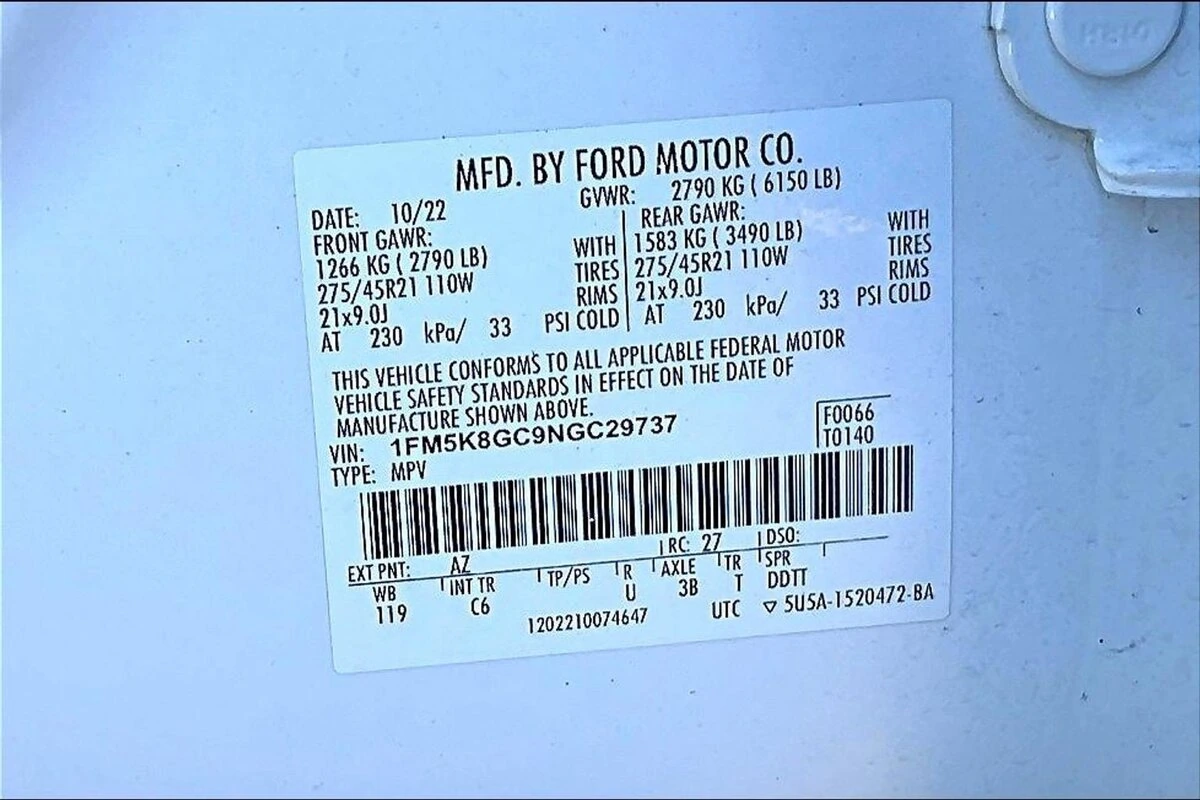 MFD. BY FORD MOTOR CO.
DATE: 10/22 GVWR: 2790 KG ( 6150 LB)
FRONT GAWR: REAR GAWR:
1266 KG ( 2790 LB) WITH 1583 KG ( 3490 LB) WITH
275/45R21 110W TIRES 275/45R21 110W TIRES
21x9.0J RIMS 21x9.0J RIMS
AT 230 kPa/ 33 PSI COLD AT 230 kPa/ 33 PSI COLD
THIS VEHICLE CONFORMS TO ALL APPLICABLE FEDERAL MOTOR
VEHICLE SAFETY STANDARDS IN EFFECT ON THE DATE OF
MANUFACTURE SHOWN ABOVE.
VIN: 1FM5K8GC9NGC29737 F0066
TYPE: MPV T0140
EXT PNT: AZ RC: 27 DSO:
WB INT TR TP/PS R AXLE TR SPR
119 C6 U 3B T DDTT
1202210074647 UTC ▽ 5U5A-1520472-BA